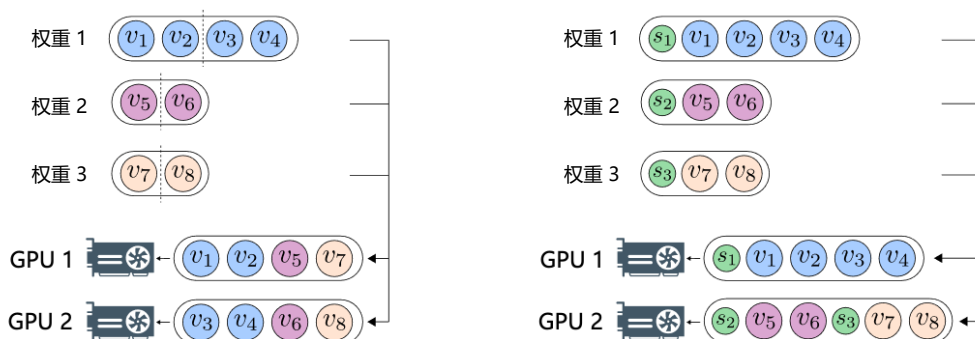 权重 1 v1 v2 v3 v4
权重 2 v5 v6
权重 3 v7 v8
GPU 1 v1 v2 v5 v7
GPU 2 v3 v4 v6 v8
权重 1 s1 v1 v2 v3 v4
权重 2 s2 v5 v6
权重 3 s3 v7 v8
GPU 1 s1 v1 v2 v3 v4
GPU 2 s2 v5 v6 s3 v7 v8